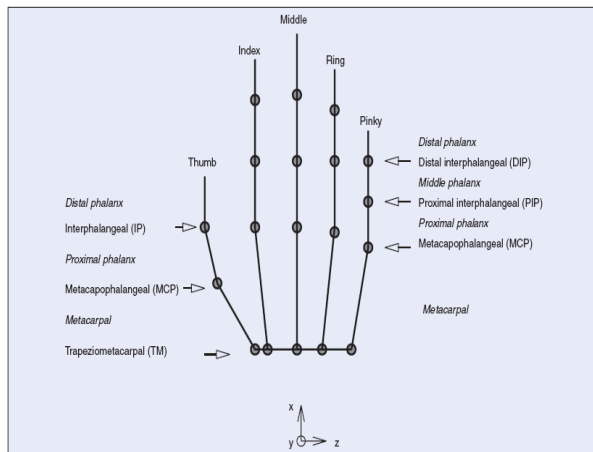 Middle
Index
Ring
Pinky
Thumb
Distal phalanx
Interphalangeal (IP)
Proximal phalanx
Metacapophalangeal (MCP)
Metacarpal
Trapeziometacarpal (TM)
Distal phalanx
Distal interphalangeal (DIP)
Middle phalanx
Proximal interphalangeal (PIP)
Proximal phalanx
Metacapophalangeal (MCP)
Metacarpal
x
y z